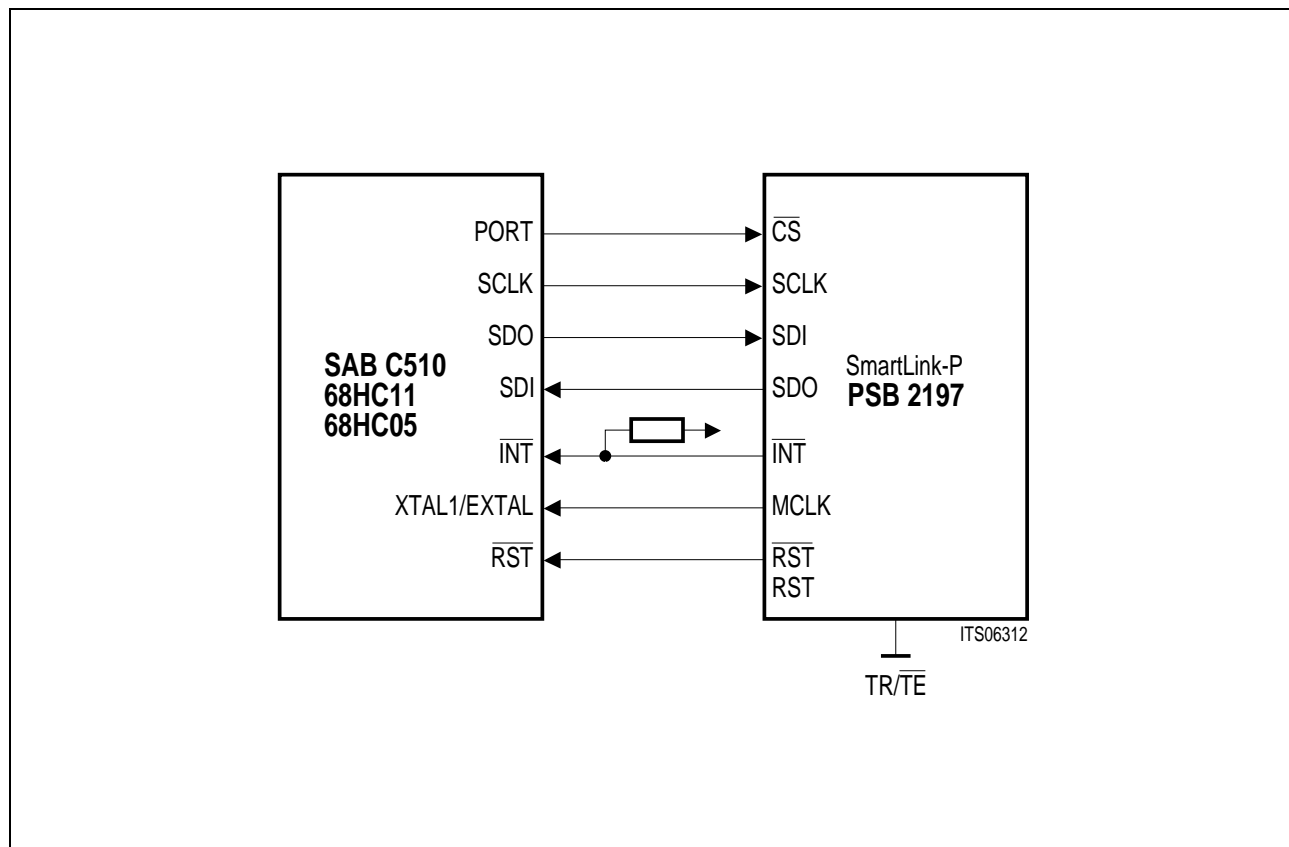 PORT
SCLK
SDO
SDI
INT
XTAL1/EXTAL
RST
SAB C510
68HC11
68HC05
CS
SCLK
SDI
SDO
INT
MCLK
RST
RST
SmartLink-P
PSB 2197
ITS06312
TR/TE